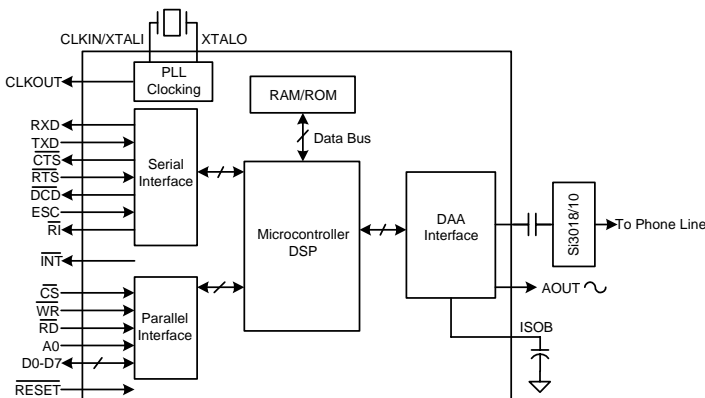 CLKIN/XTALI
XTALO
CLKOUT
PLL
Clocking
RAM/ROM
Data Bus
RXD
TXD
CTS
RTS
DCD
ESC
RI
Serial
Interface
INT
CS
WR
RD
A0
D0-D7
RESET
Parallel
Interface
Microcontroller
DSP
DAA
Interface
Si3018/10
To Phone Line
AOUT
ISOB